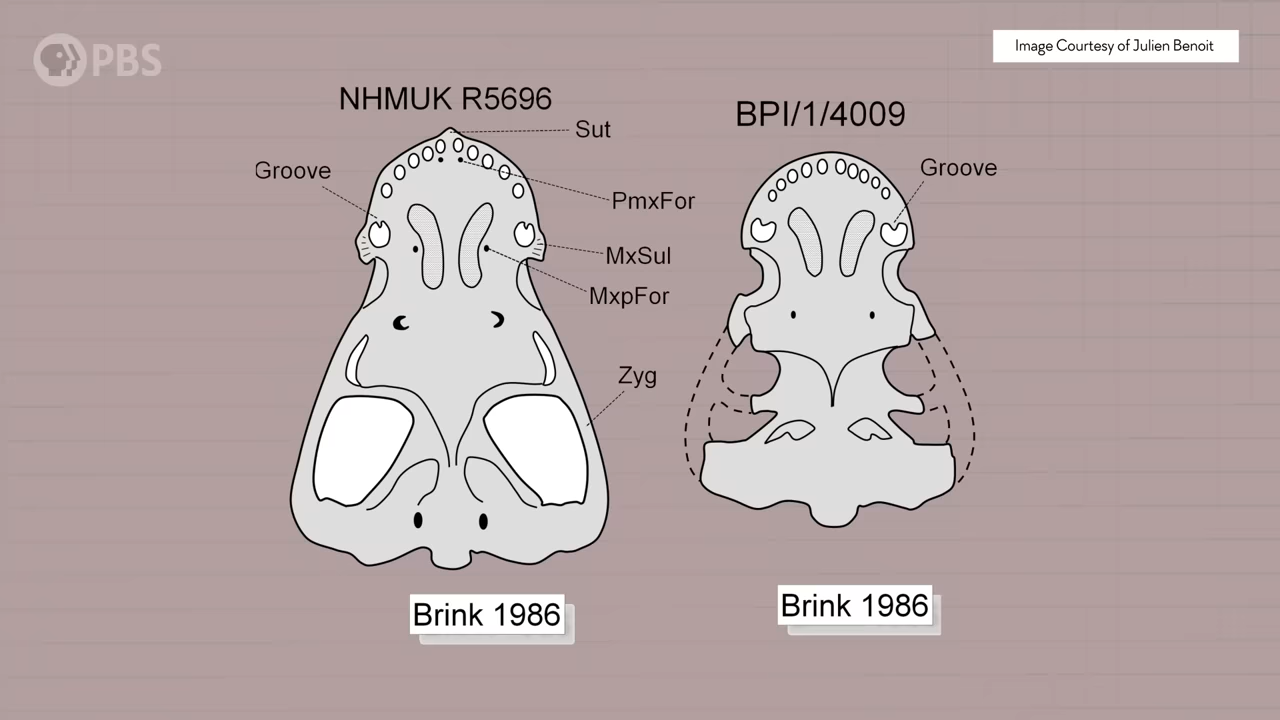 PBS
Image Courtesy of Julien Benoit
NHMUK R5696
BPI/1/4009
Sut
Groove
Groove
PmxFor
MxSul
MxpFor
Zyg
Brink 1986
Brink 1986